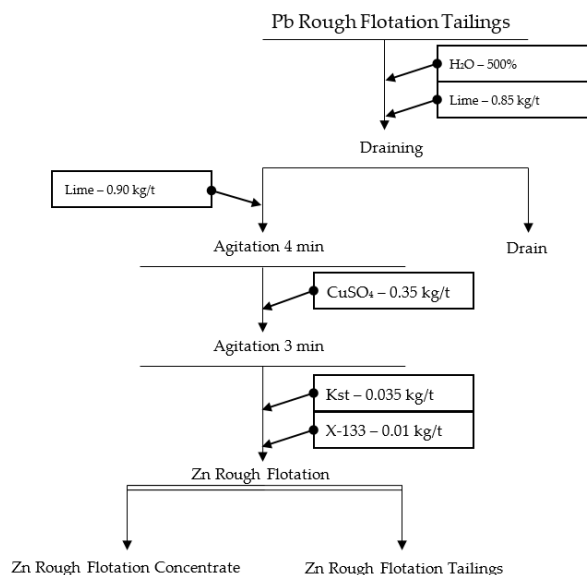 Pb Rough Flotation Tailings
H₂O – 500%
Lime – 0.85 kg/t
Draining
Lime – 0.90 kg/t
Agitation 4 min
Drain
CuSO₄ – 0.35 kg/t
Agitation 3 min
Kst – 0.035 kg/t
X-133 – 0.01 kg/t
Zn Rough Flotation
Zn Rough Flotation Concentrate
Zn Rough Flotation Tailings